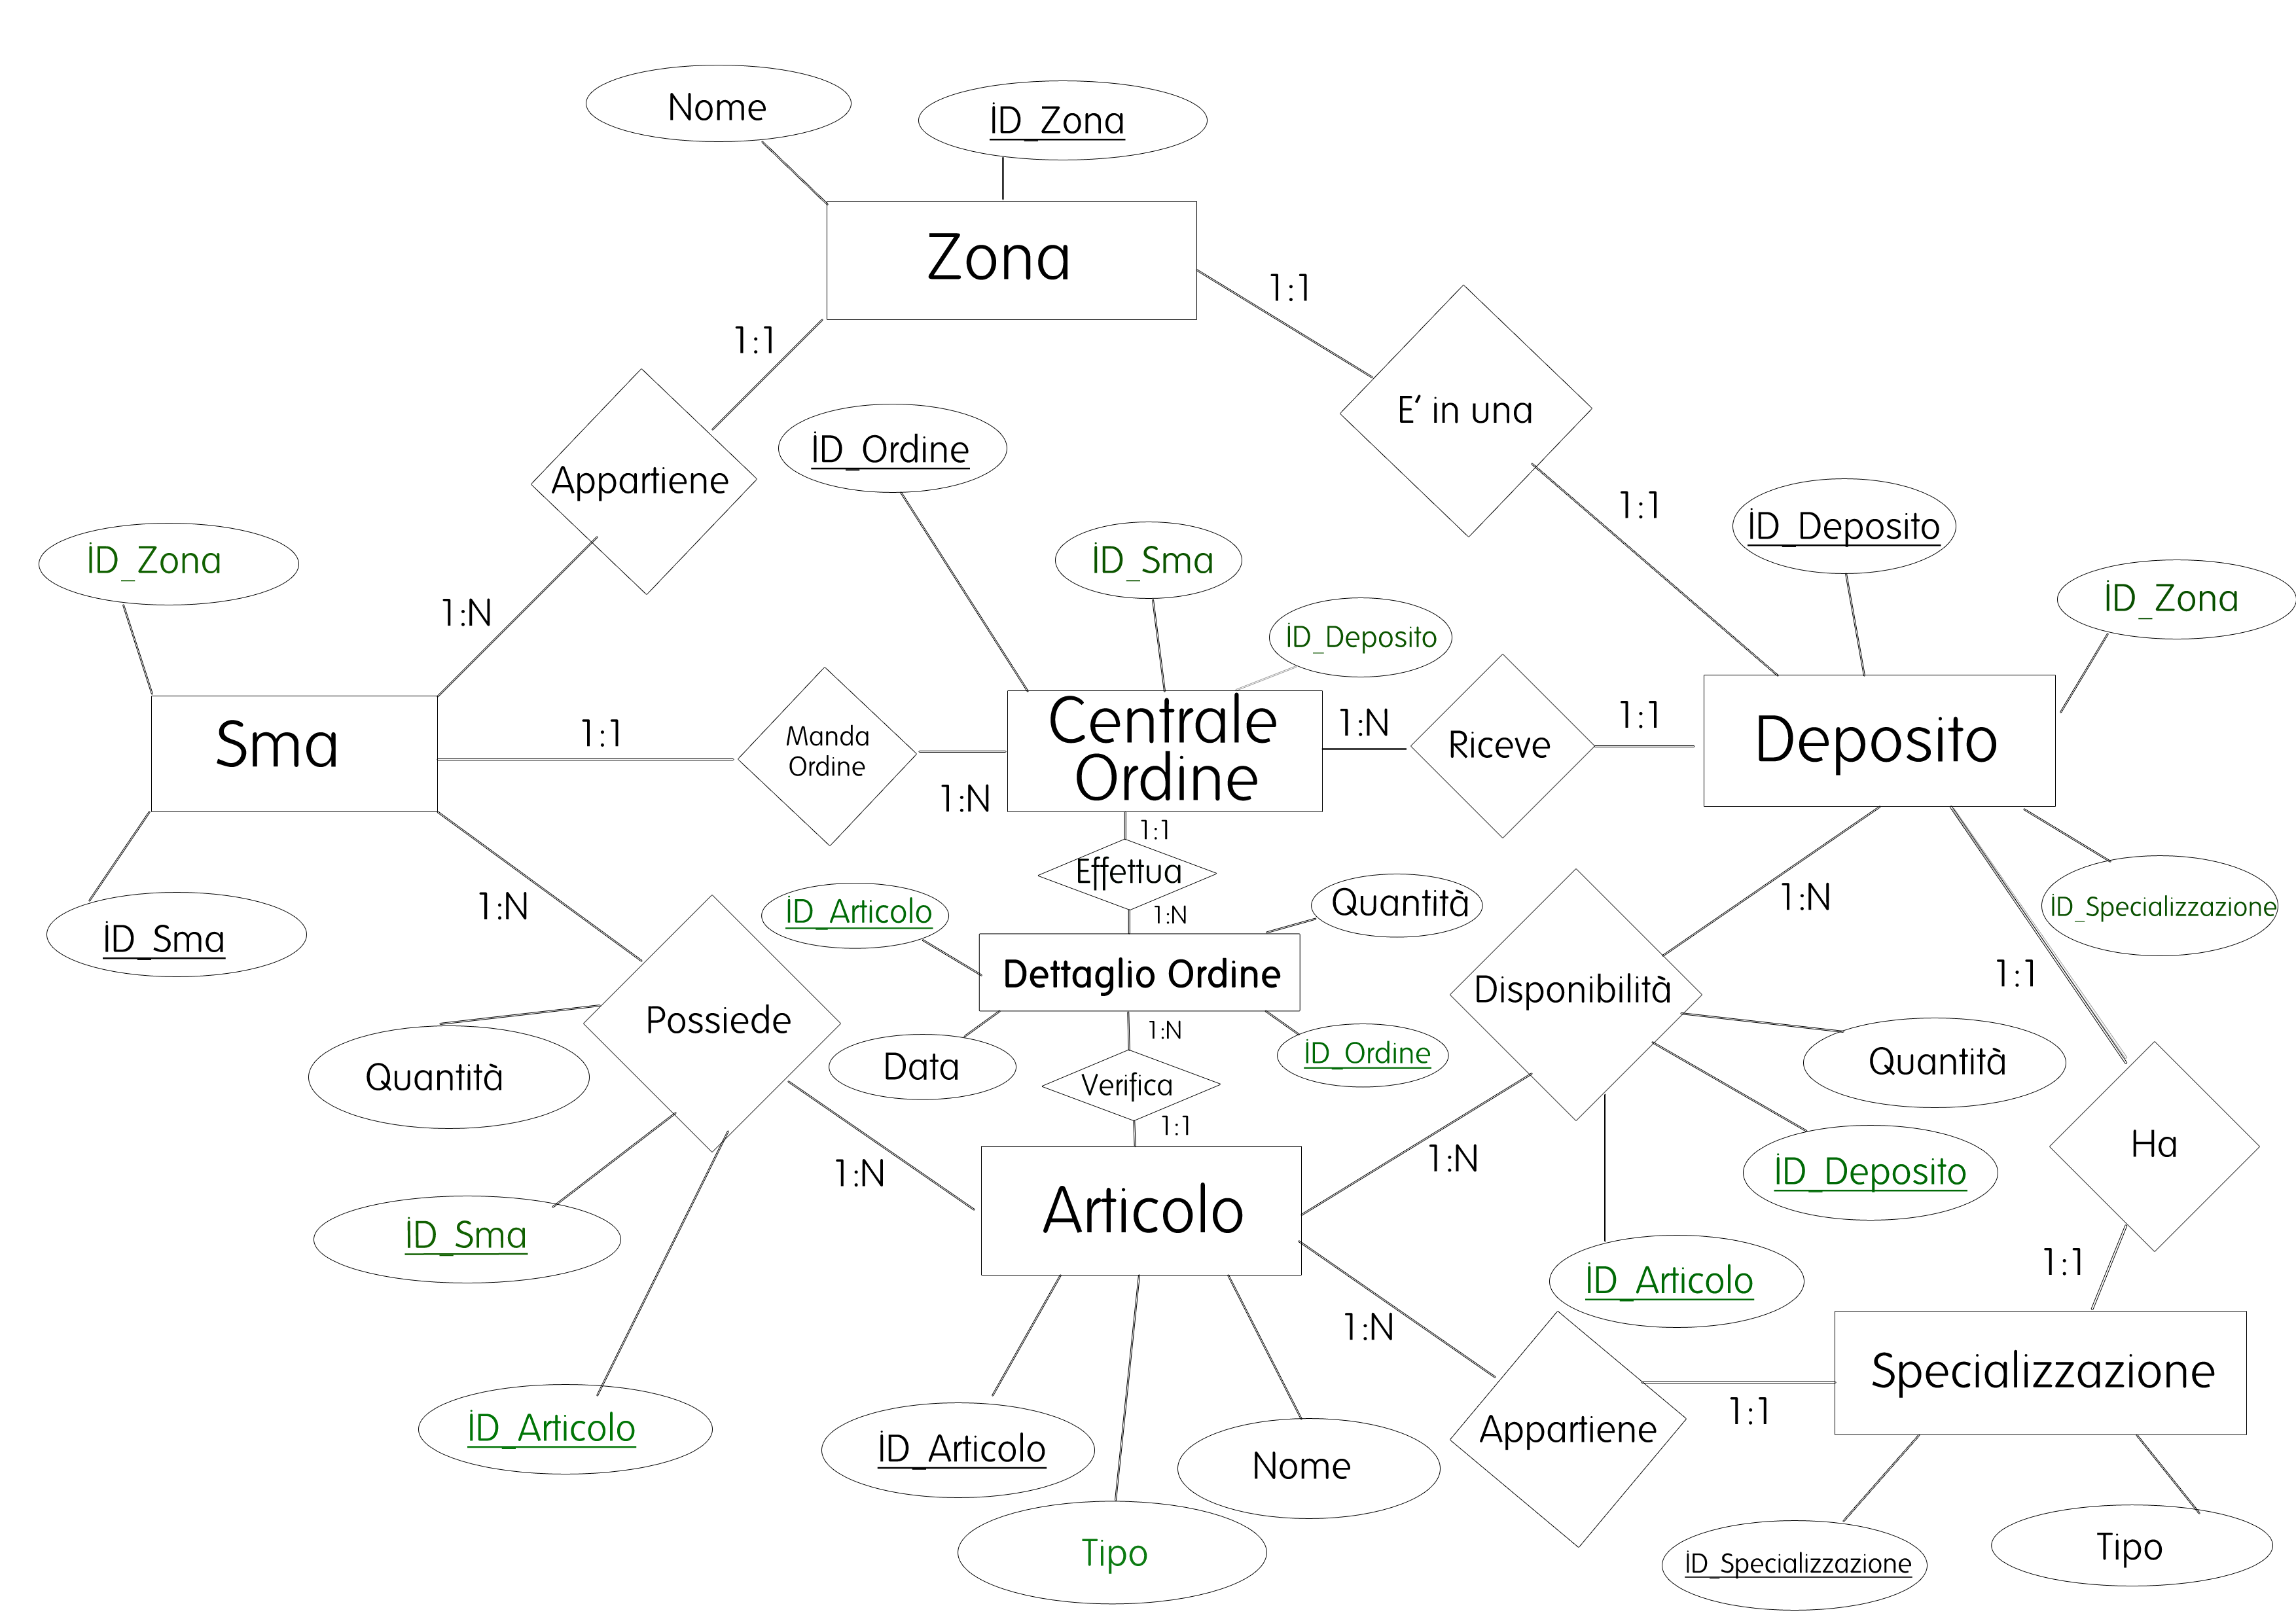 Nome
ID_Zona
Zona
1:1
1:1
E’ in una
Appartiene
ID_Ordine
1:1
ID_Deposito
ID_Zona
ID_Sma
ID_Zona
1:N
ID_Deposito
Sma
1:1
Manda
Ordine
1:N
Centrale
Ordine
1:N
Riceve
1:1
Deposito
1:1
Effettua
1:N
ID_Sma
1:N
ID_Articolo
Quantità
1:N
ID_Specializzazione
Dettaglio Ordine
Disponibilità
1:1
Possiede
Quantità
Data
1:N
ID_Ordine
Verifica
1:1
Quantità
ID_Deposito
Ha
1:N
1:N
ID_Sma
Articolo
ID_Articolo
1:1
1:N
ID_Articolo
ID_Articolo
Tipo
Nome
Appartiene
1:1
Specializzazione
ID_Specializzazione
Tipo